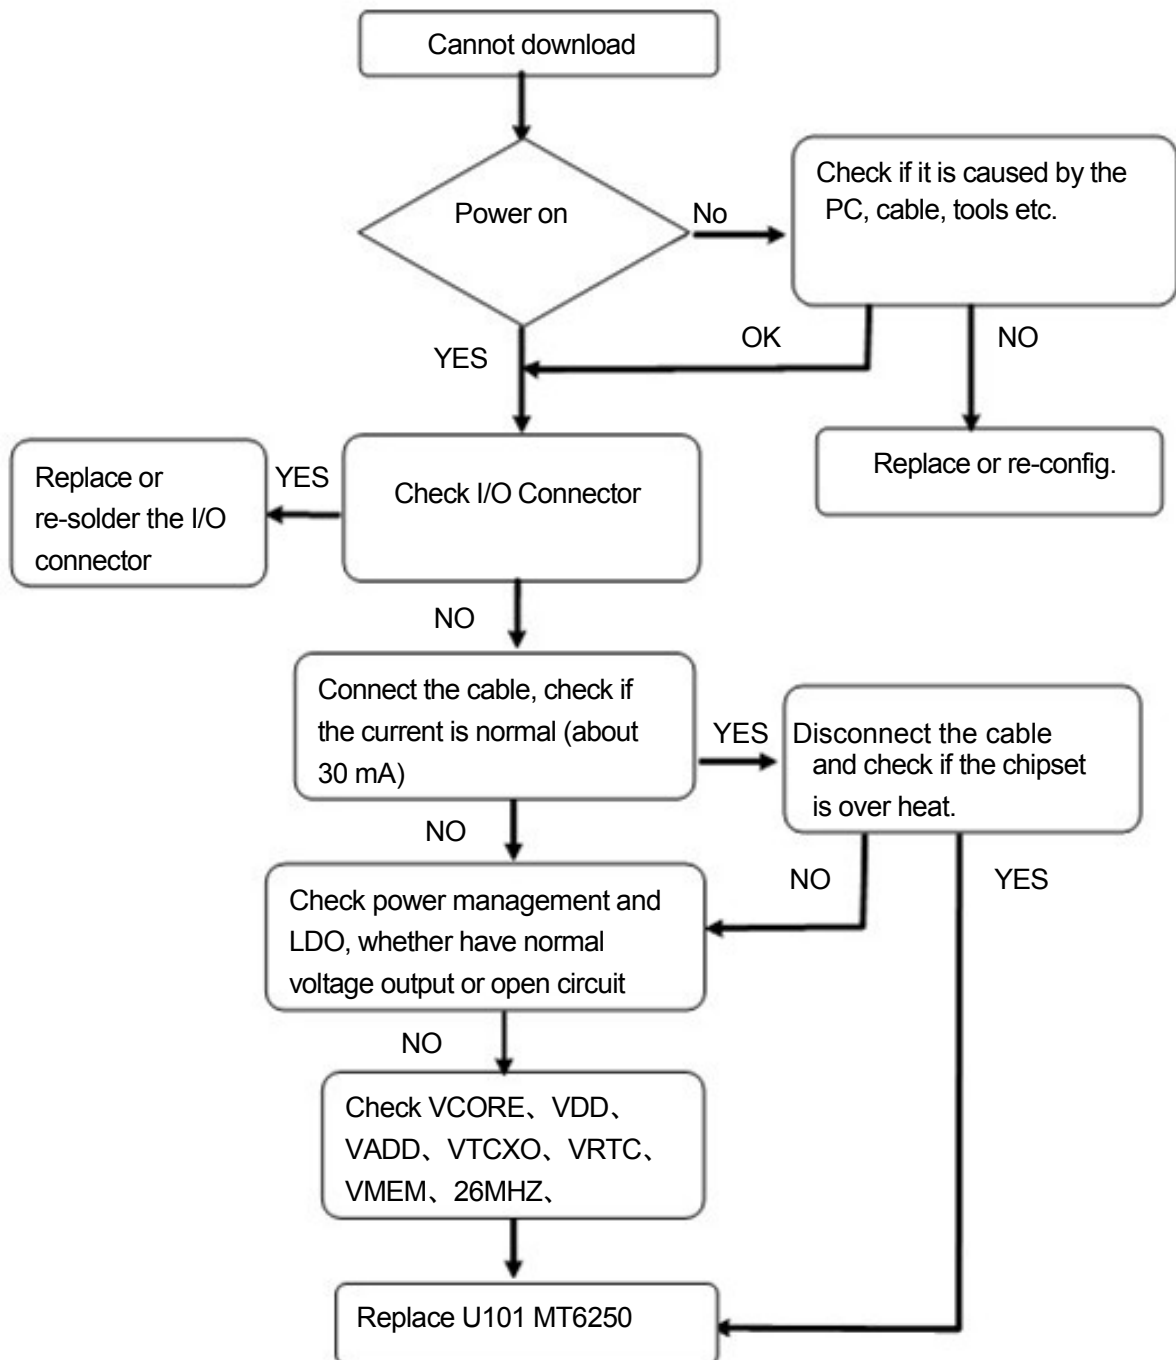 Cannot download
Power on
No
Check if it is caused by the
PC, cable, tools etc.
YES
OK
NO
Replace or re-config.
Check I/O Connector
YES
Replace or
re-solder the I/O
connector
NO
Connect the cable, check if
the current is normal (about
30 mA)
YES
Disconnect the cable
and check if the chipset
is over heat.
NO
NO
YES
Check power management and
LDO, whether have normal
voltage output or open circuit
NO
Check VCORE、VDD、
VADD、VTCXO、VRTC、
VMEM、26MHZ、
Replace U101 MT6250